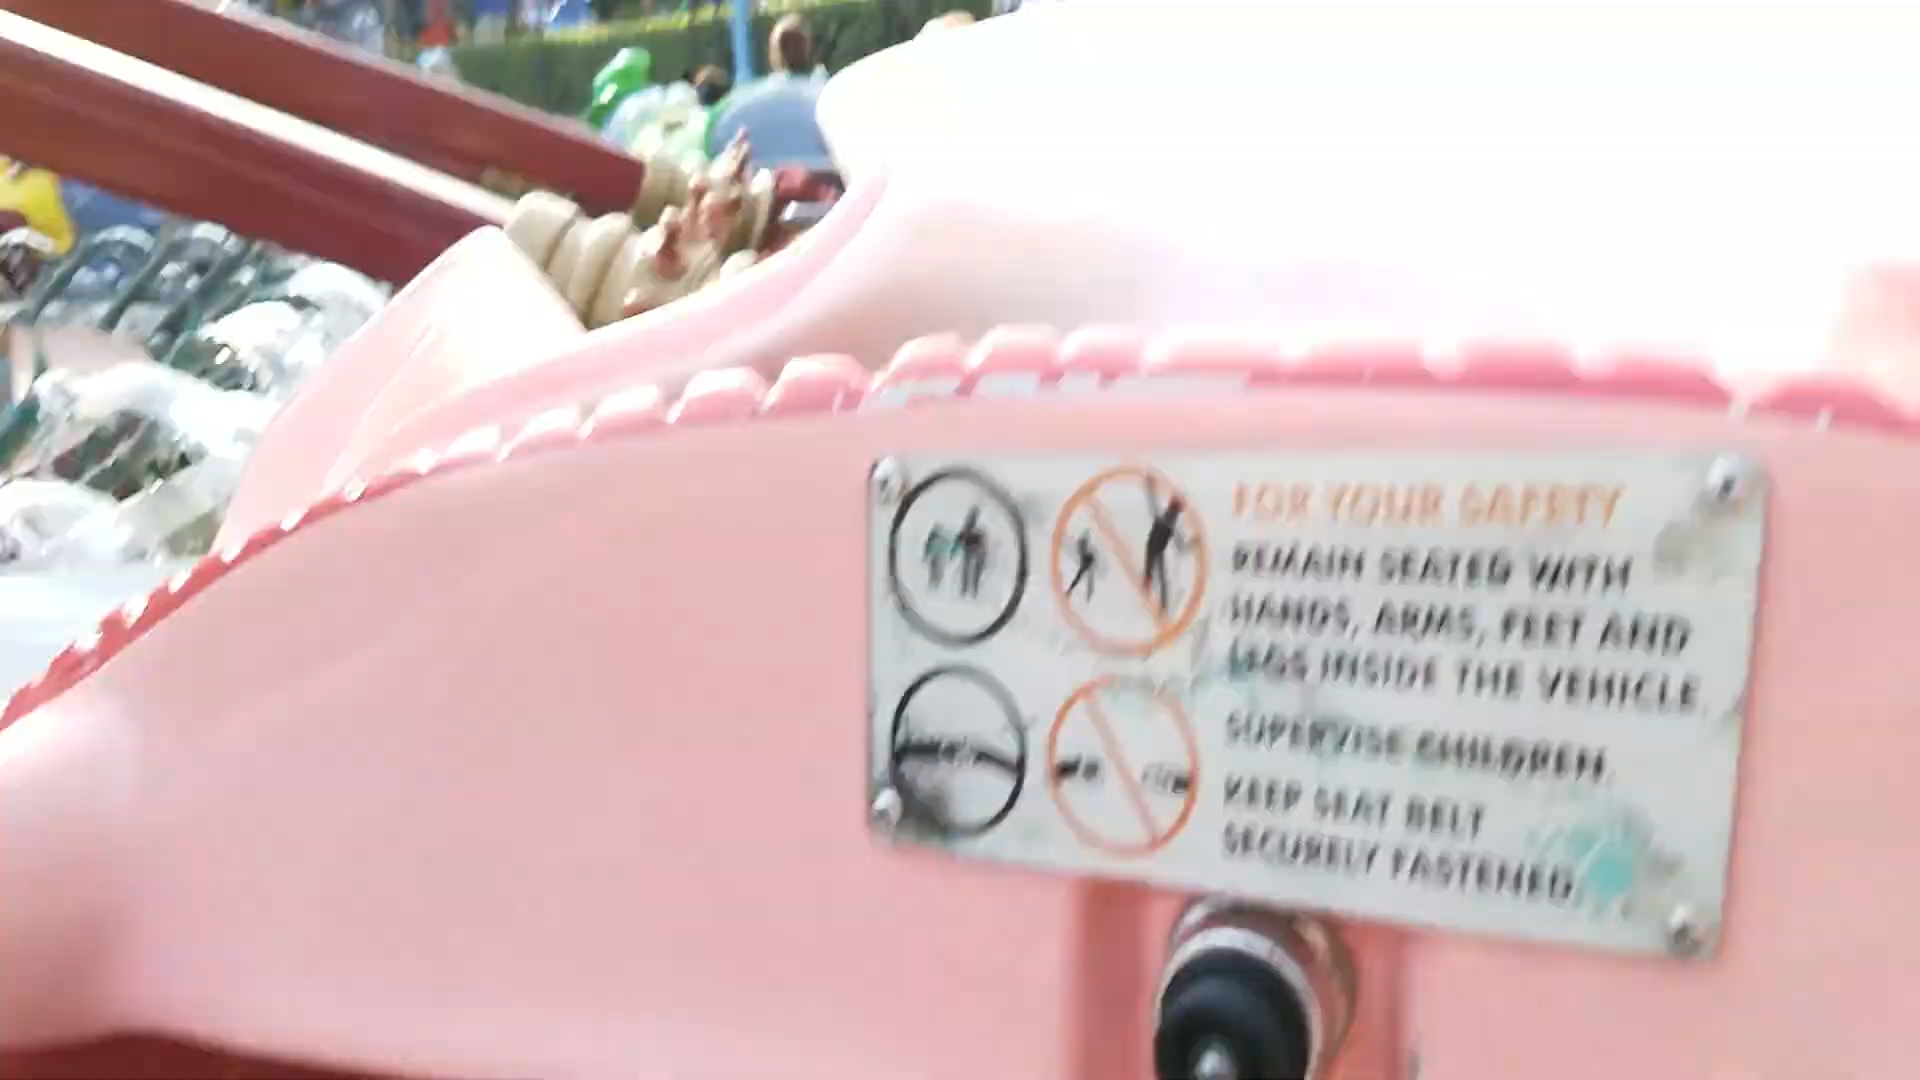 FOR YOUR SAFETY
REMAIN SEATED WITH
HANDS, ARMS, FEET AND
LEGS INSIDE THE VEHICLE.
SUPERVISE CHILDREN.
KEEP SEAT BELT
SECURELY FASTENED.